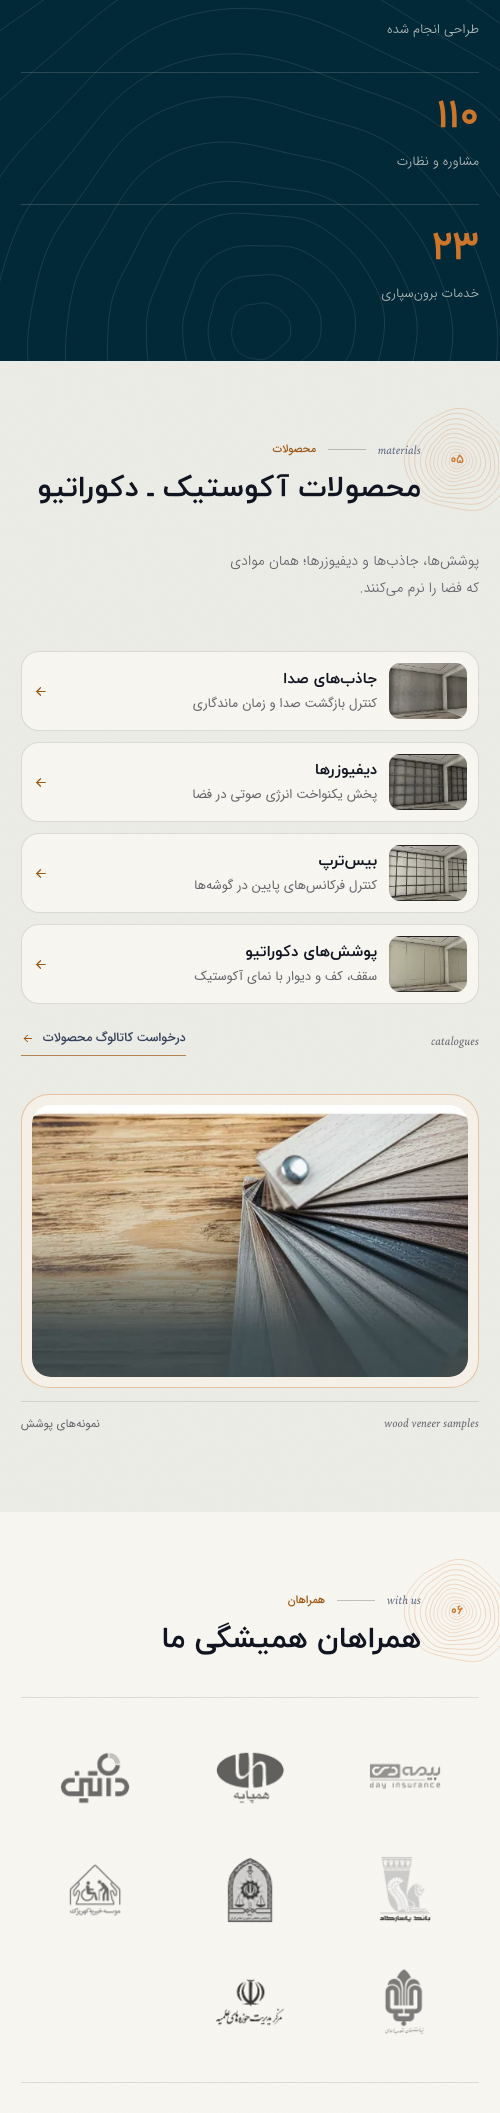 طراحی انجام شده
۱۱۰
مشاوره و نظارت
۲۳
خدمات برون‌سپاری
۰۵
materials
محصولات
محصولات آکوستیک ـ دکوراتیو
پوشش‌ها، جاذب‌ها و دیفیوزرها؛ همان موادی
که فضا را نرم می‌کنند.
جاذب‌های صدا
کنترل بازگشت صدا و زمان ماندگاری
←
دیفیوزرها
پخش یکنواخت انرژی صوتی در فضا
←
بیس‌ترپ
کنترل فرکانس‌های پایین در گوشه‌ها
←
پوشش‌های دکوراتیو
سقف، کف و دیوار با نمای آکوستیک
←
catalogues
درخواست کاتالوگ محصولات ←
wood veneer samples
نمونه‌های پوشش
۰۶
with us
همراهان
همراهان همیشگی ما
بیمه دی
day insurance
همپایه
داتین
بانک پاسارگاد
موسسه خیریه کهریزک
مرکز مدیریت حوزه‌های علمیه